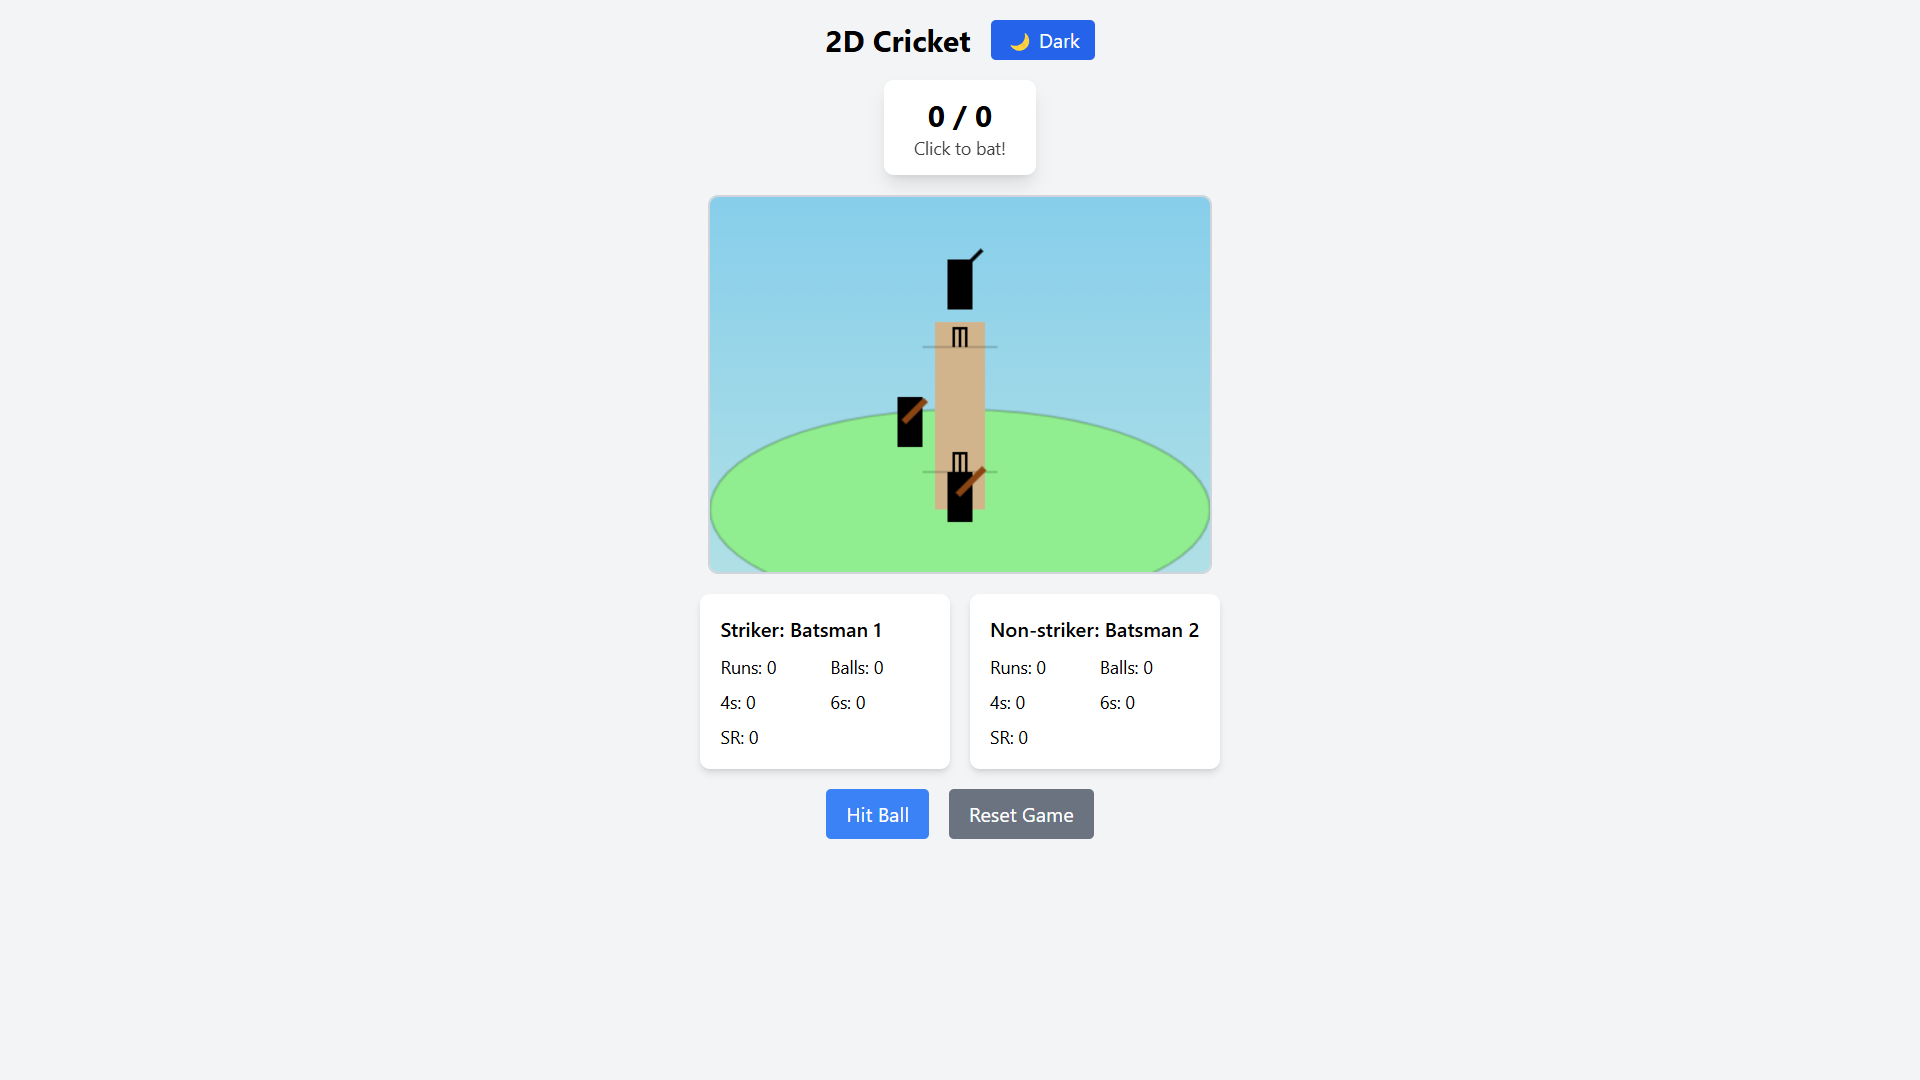 2D Cricket
🌙 Dark
0 / 0
Click to bat!
Striker: Batsman 1
Runs: 0 Balls: 0
4s: 0 6s: 0
SR: 0
Non-striker: Batsman 2
Runs: 0 Balls: 0
4s: 0 6s: 0
SR: 0
Hit Ball
Reset Game